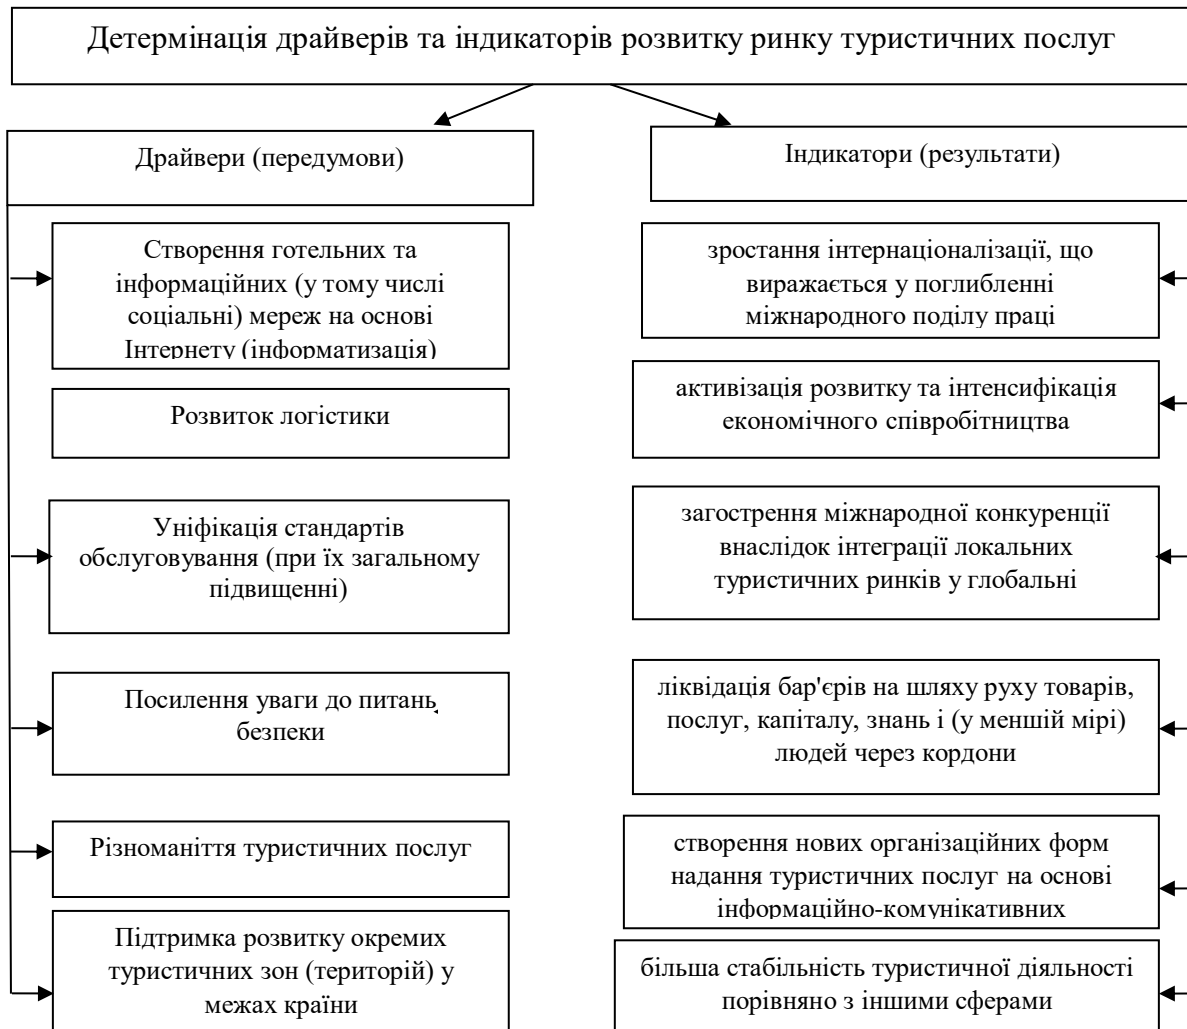 Детермінація драйверів та індикаторів розвитку ринку туристичних послуг
Драйвери (передумови)
Створення готельних та
інформаційних (у тому числі
соціальні) мереж на основі
Інтернету (інформатизація)
Розвиток логістики
Уніфікація стандартів
обслуговування (при їх загальному
підвищенні)
Посилення уваги до питань
безпеки
Різноманіття туристичних послуг
Підтримка розвитку окремих
туристичних зон (територій) у
межах країни
Індикатори (результати)
зростання інтернаціоналізації, що
виражається у поглибленні
міжнародного поділу праці
активізація розвитку та інтенсифікація
економічного співробітництва
загострення міжнародної конкуренції
внаслідок інтеграції локальних
туристичних ринків у глобальні
ліквідація бар'єрів на шляху руху товарів,
послуг, капіталу, знань і (у меншій мірі)
людей через кордони
створення нових організаційних форм
надання туристичних послуг на основі
інформаційно-комунікативних
більша стабільність туристичної діяльності
порівняно з іншими сферами